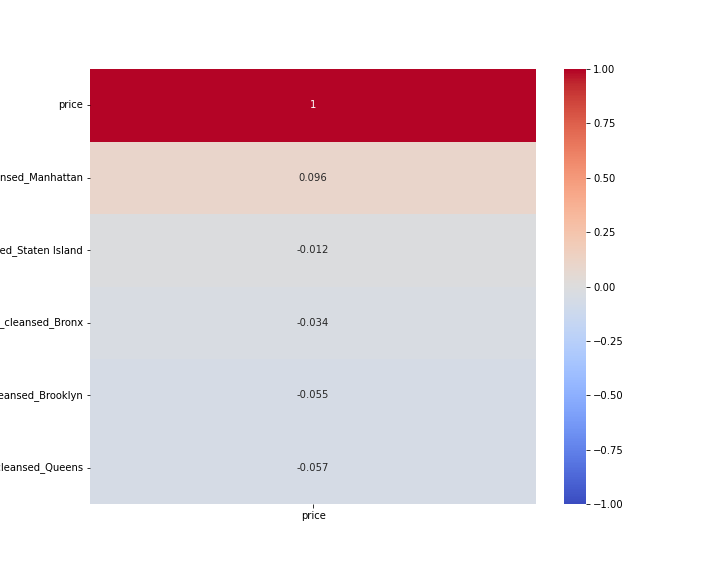 price
1
nsed_Manhattan
0.096
ed_Staten Island
-0.012
_cleansed_Bronx
-0.034
eansed_Brooklyn
-0.055
leansed_Queens
-0.057
price
1.00
0.75
0.50
0.25
0.00
−0.25
−0.50
−0.75
−1.00